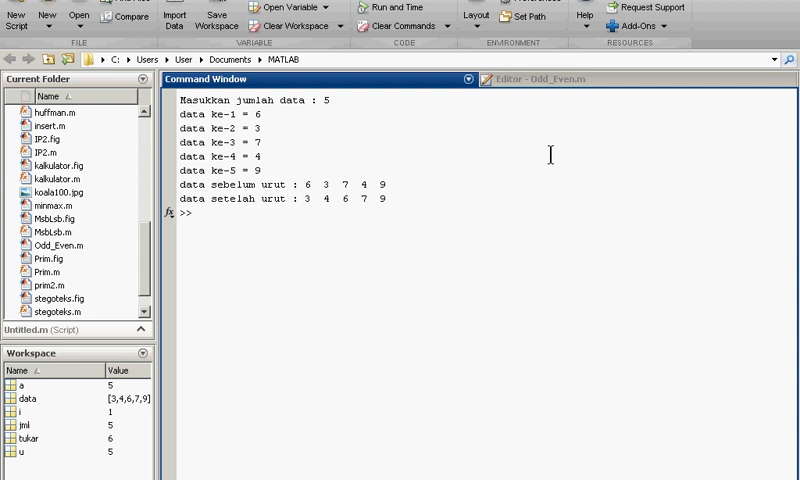 New Script
New
Open
Compare
Import Data
Save Workspace
Open Variable
Clear Workspace
Run and Time
Clear Commands
Layout
Set Path
Help
Request Support
Add-Ons
FILE
VARIABLE
CODE
ENVIRONMENT
RESOURCES
C: Users User Documents MATLAB
Current Folder
Name
huffman.m
insert.m
IP2.fig
IP2.m
kalkulator.fig
kalkulator.m
koala100.jpg
minmax.m
MsbLsb.fig
MsbLsb.m
Odd_Even.m
Prim.fig
Prim.m
prim2.m
stegoteks.fig
stegoteks.m
Untitled.m (Script)
Workspace
Name Value
a 5
data [3,4,6,7,9]
i 1
jml 5
tukar 6
u 5
Command Window
Editor - Odd_Even.m
Masukkan jumlah data : 5
data ke-1 = 6
data ke-2 = 3
data ke-3 = 7
data ke-4 = 4
data ke-5 = 9
data sebelum urut : 6 3 7 4 9
data setelah urut : 3 4 6 7 9
fx >>